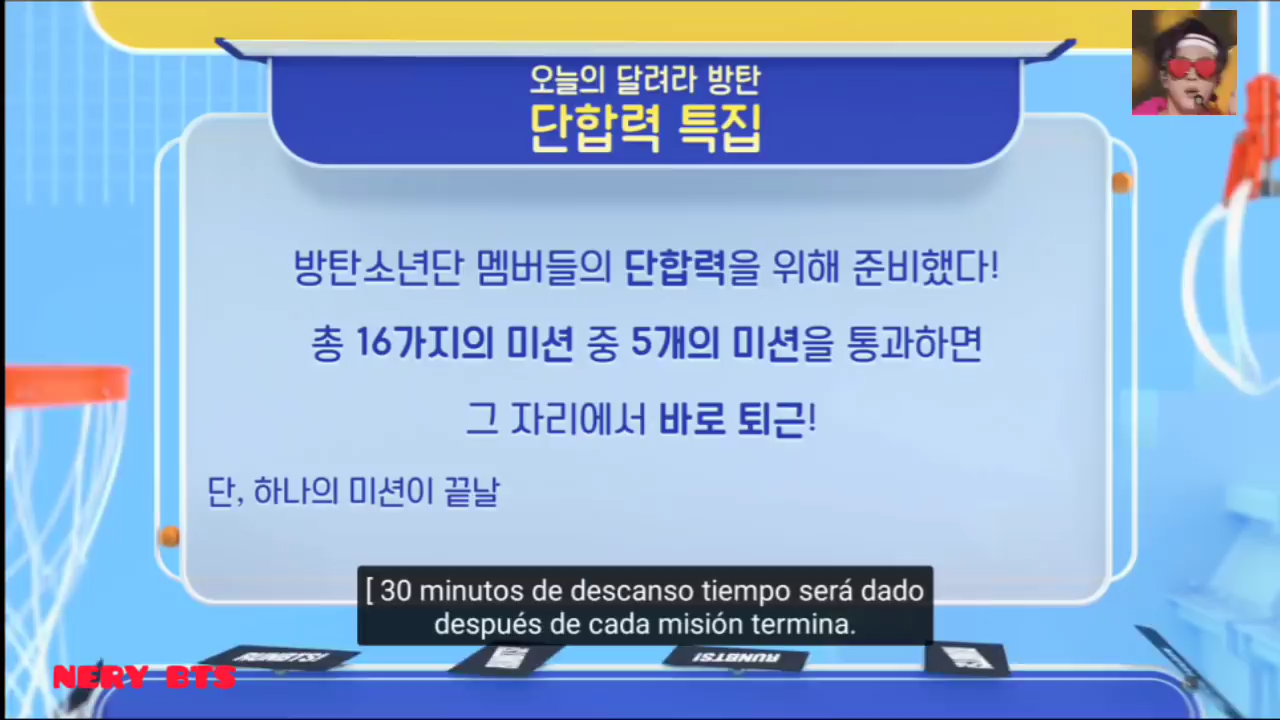 오늘의 달려라 방탄
단합력 특집
방탄소년단 멤버들의 단합력을 위해 준비했다!
총 16가지의 미션 중 5개의 미션을 통과하면
그 자리에서 바로 퇴근!
단, 하나의 미션이 끝날
[ 30 minutos de descanso tiempo será dado
después de cada misión termina.
RUNBTS!
RUNBTS!
NERY BTS